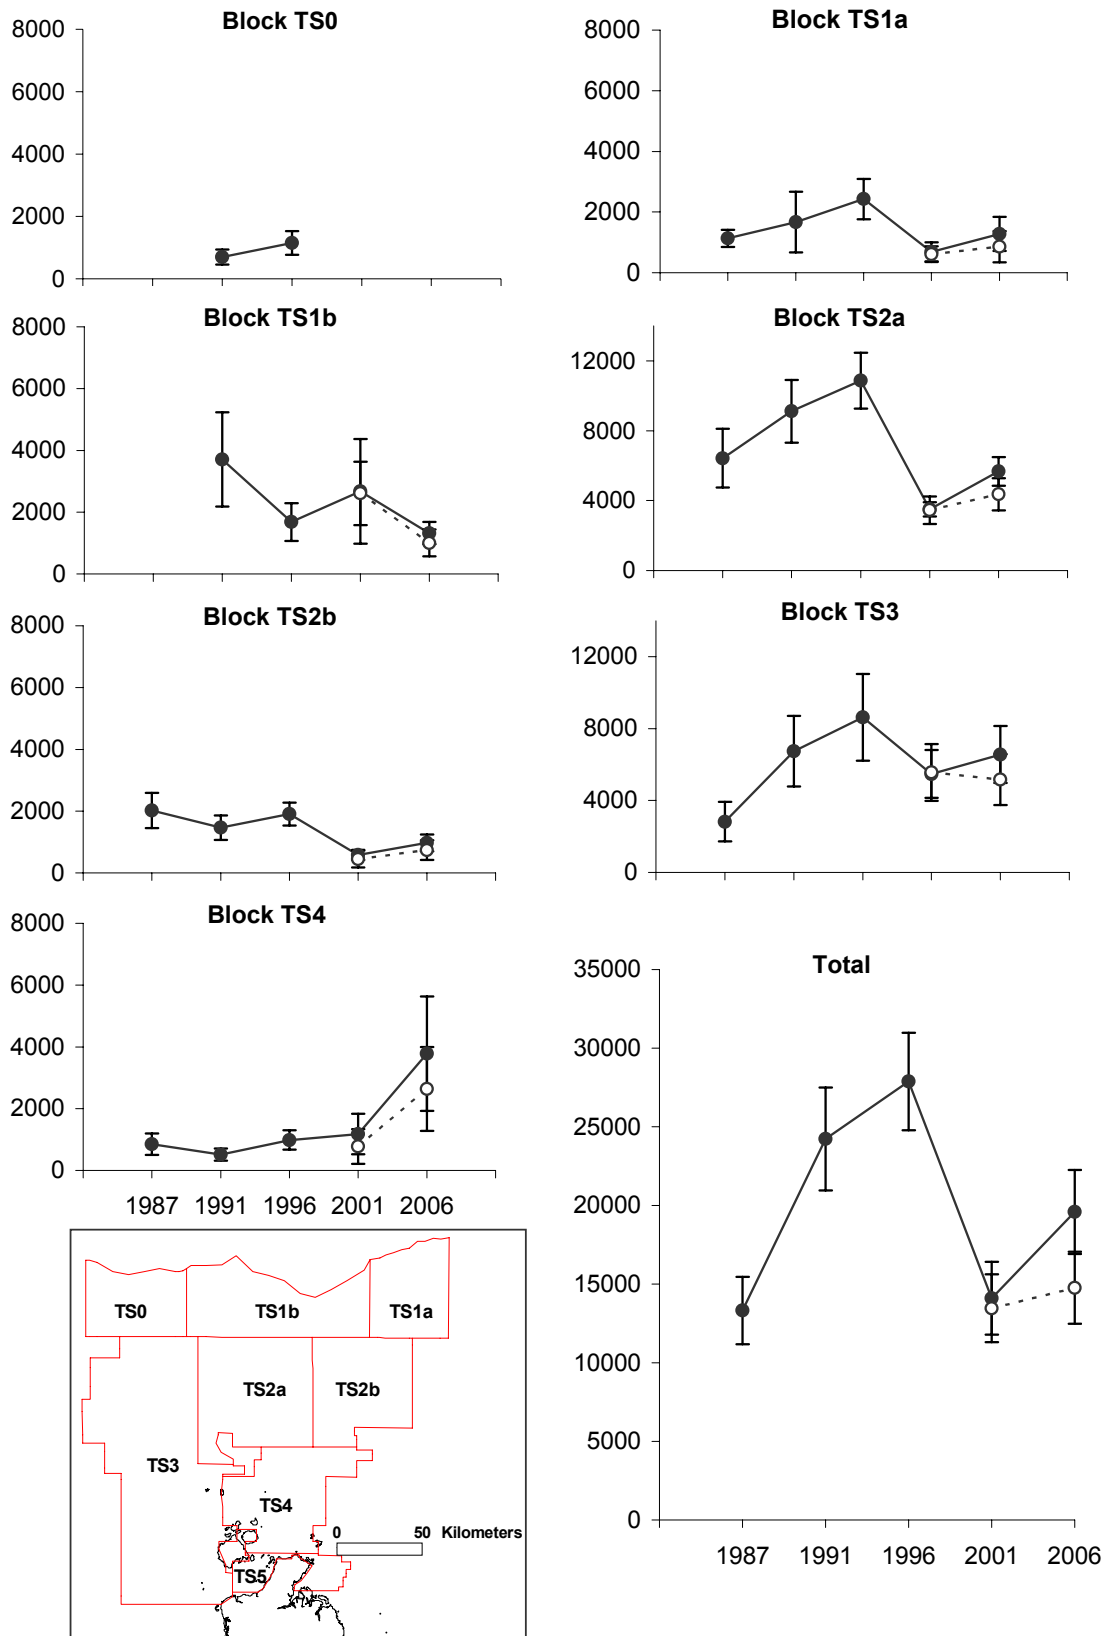 Block TS0
8000
6000
4000
2000
0
Block TS1a
8000
6000
4000
2000
0
Block TS1b
8000
6000
4000
2000
0
Block TS2a
12000
8000
4000
0
Block TS2b
8000
6000
4000
2000
0
Block TS3
12000
8000
4000
0
Block TS4
8000
6000
4000
2000
0
1987 1991 1996 2001 2006
Total
35000
30000
25000
20000
15000
10000
5000
0
1987 1991 1996 2001 2006
TS0 TS1b TS1a
TS2a TS2b
TS3
TS4
0 50 Kilometers
TS5